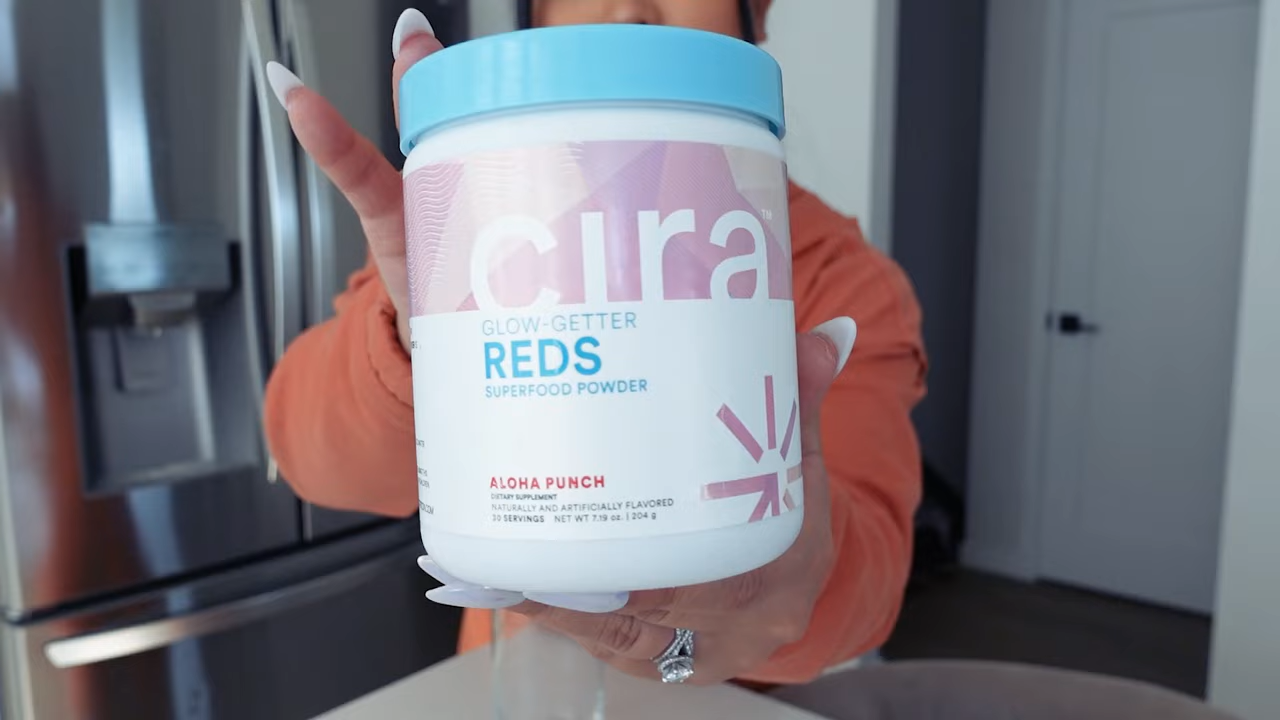 cira™
GLOW-GETTER
REDS
SUPERFOOD POWDER
ALOHA PUNCH
DIETARY SUPPLEMENT
NATURALLY AND ARTIFICIALLY FLAVORED
30 SERVINGS NET WT 7.19 oz. | 204 g